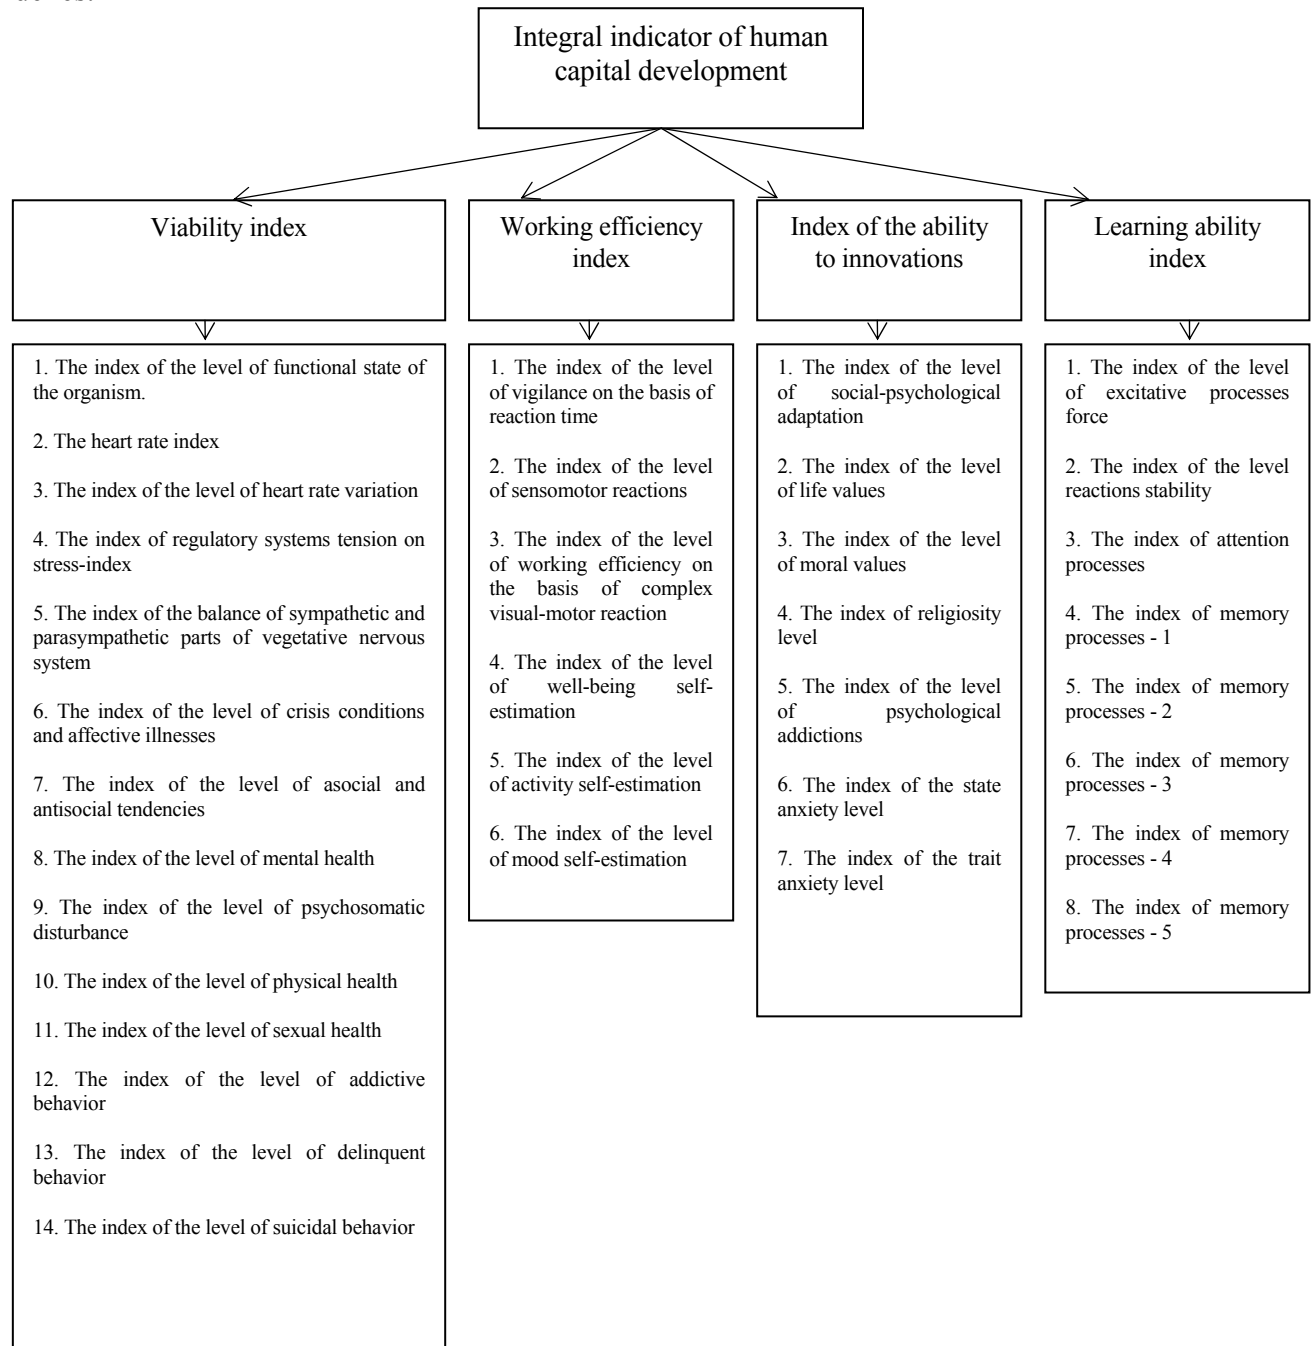 Integral indicator of human
capital development
Viability index
Working efficiency
index
Index of the ability
to innovations
Learning ability
index
1. The index of the level of functional state of
the organism.
2. The heart rate index
3. The index of the level of heart rate variation
4. The index of regulatory systems tension on
stress-index
5. The index of the balance of sympathetic and
parasympathetic parts of vegetative nervous
system
6. The index of the level of crisis conditions
and affective illnesses
7. The index of the level of asocial and
antisocial tendencies
8. The index of the level of mental health
9. The index of the level of psychosomatic
disturbance
10. The index of the level of physical health
11. The index of the level of sexual health
12. The index of the level of addictive
behavior
13. The index of the level of delinquent
behavior
14. The index of the level of suicidal behavior
1. The index of the level
of vigilance on the basis of
reaction time
2. The index of the level
of sensomotor reactions
3. The index of the level
of working efficiency on
the basis of complex
visual-motor reaction
4. The index of the level
of well-being self-
estimation
5. The index of the level
of activity self-estimation
6. The index of the level
of mood self-estimation
1. The index of the level
of social-psychological
adaptation
2. The index of the level
of life values
3. The index of the level
of moral values
4. The index of religiosity
level
5. The index of the level
of psychological
addictions
6. The index of the state
anxiety level
7. The index of the trait
anxiety level
1. The index of the level
of excitative processes
force
2. The index of the level
reactions stability
3. The index of attention
processes
4. The index of memory
processes - 1
5. The index of memory
processes - 2
6. The index of memory
processes - 3
7. The index of memory
processes - 4
8. The index of memory
processes - 5